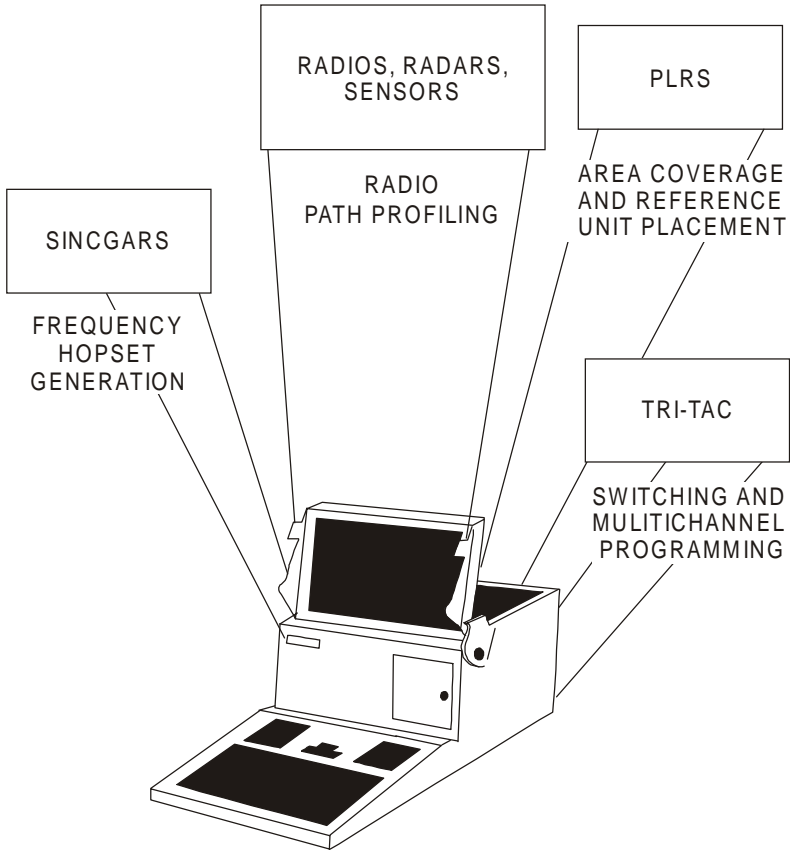 RADIOS, RADARS,
SENSORS
PLRS
RADIO
PATH PROFILING
AREA COVERAGE
AND REFERENCE
UNIT PLACEMENT
SINCGARS
FREQUENCY
HOPSET
GENERATION
TRI-TAC
SWITCHING AND
MULITICHANNEL
PROGRAMMING